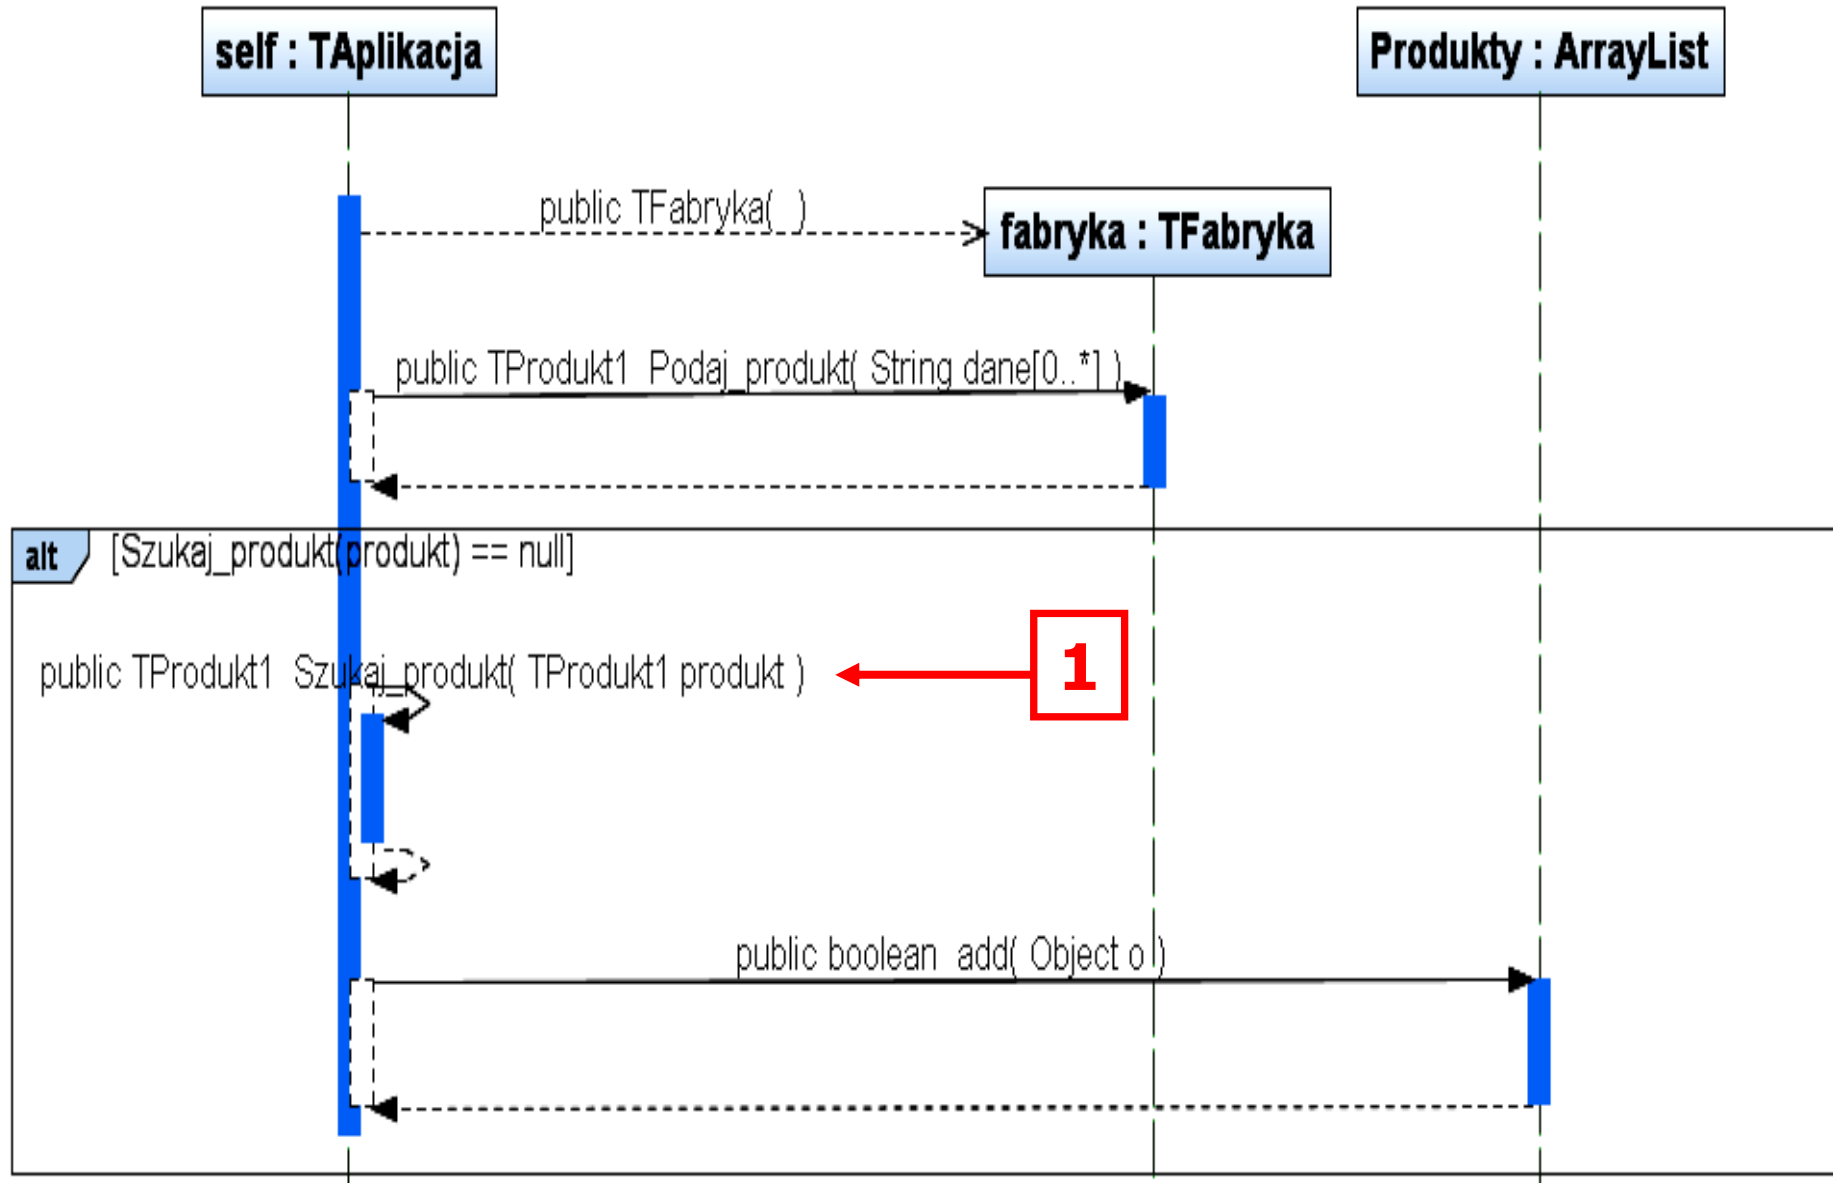 self : TAplikacja
Produkty : ArrayList
public TFabryka(  )
fabryka : TFabryka
public TProdukt1  Podaj_produkt( String dane[0..*] )
alt
[Szukaj_produkt(produkt) == null]
public TProdukt1  Szukaj_produkt( TProdukt1 produkt )
1
public boolean  add( Object o )